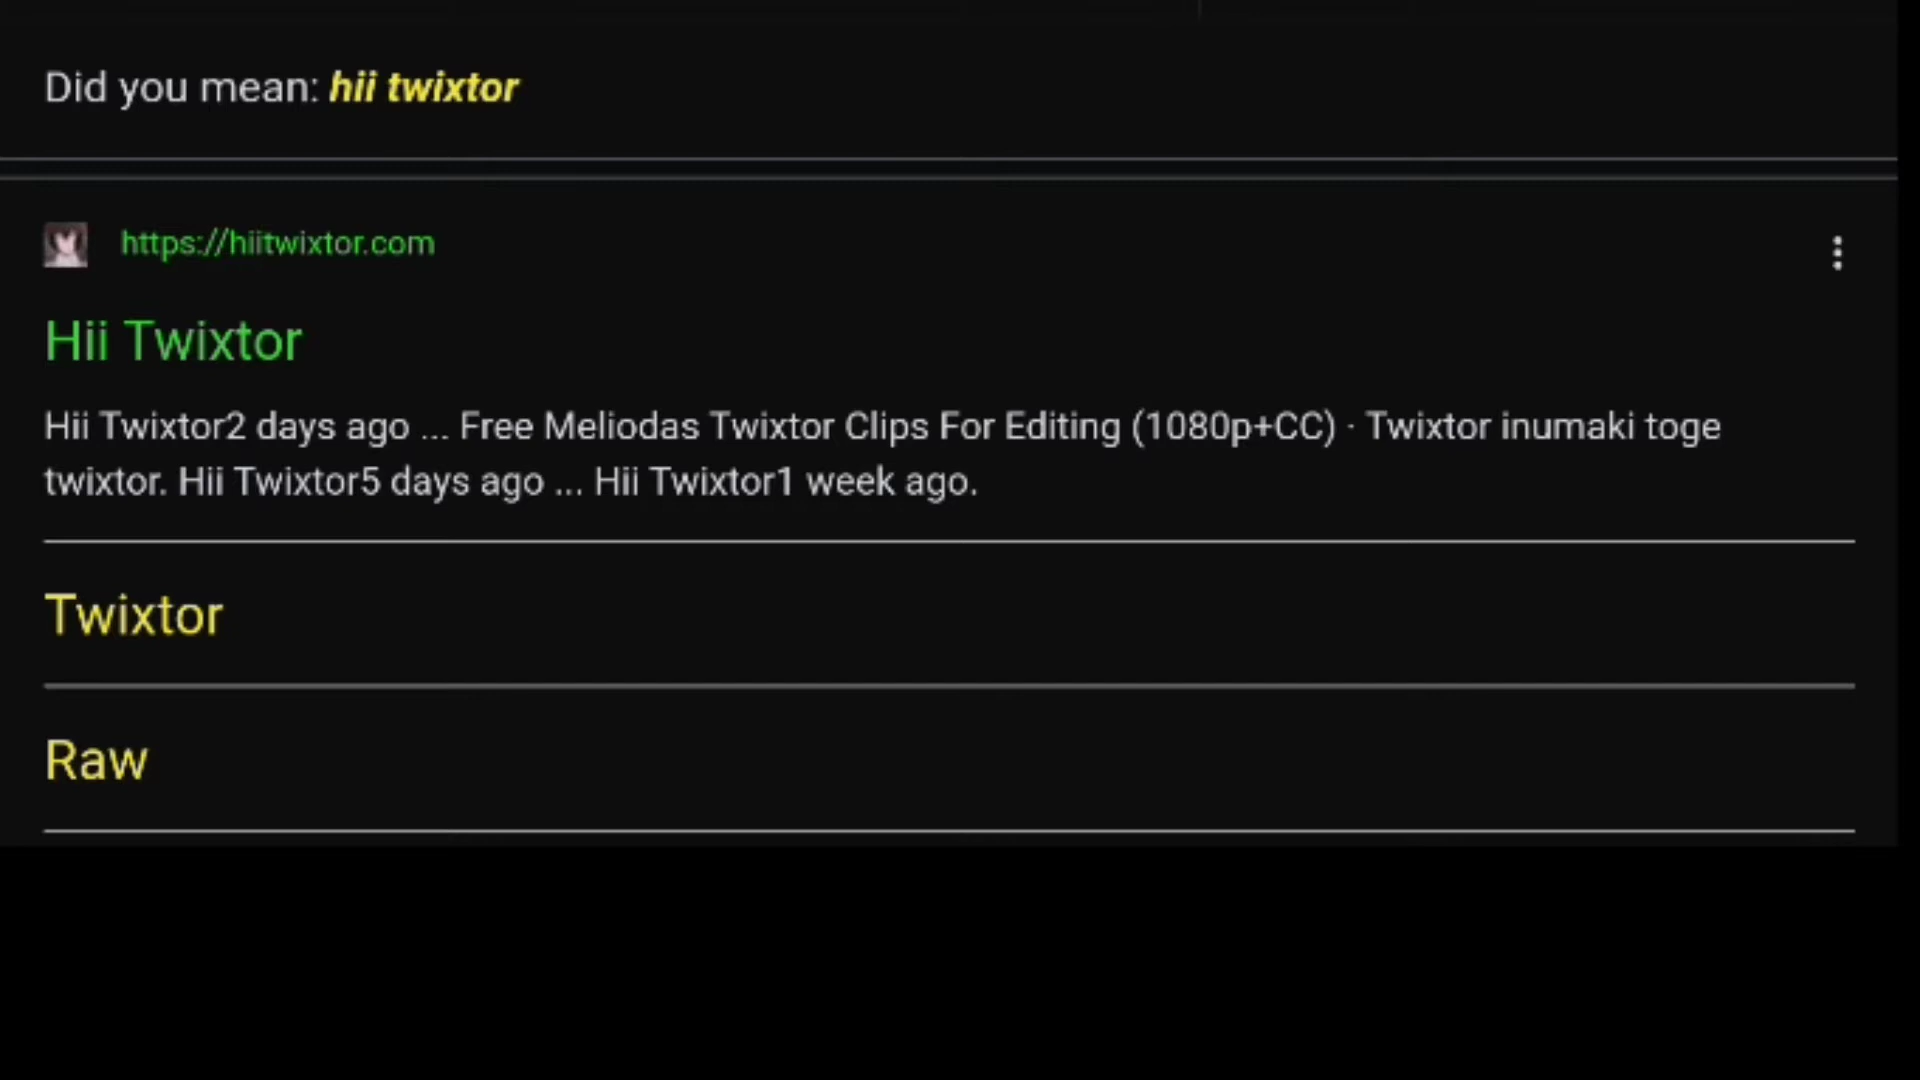 Did you mean: hii twixtor
https://hiitwixtor.com
Hii Twixtor
Hii Twixtor2 days ago ... Free Meliodas Twixtor Clips For Editing (1080p+CC) · Twixtor inumaki toge
twixtor. Hii Twixtor5 days ago ... Hii Twixtor1 week ago.
Twixtor
Raw